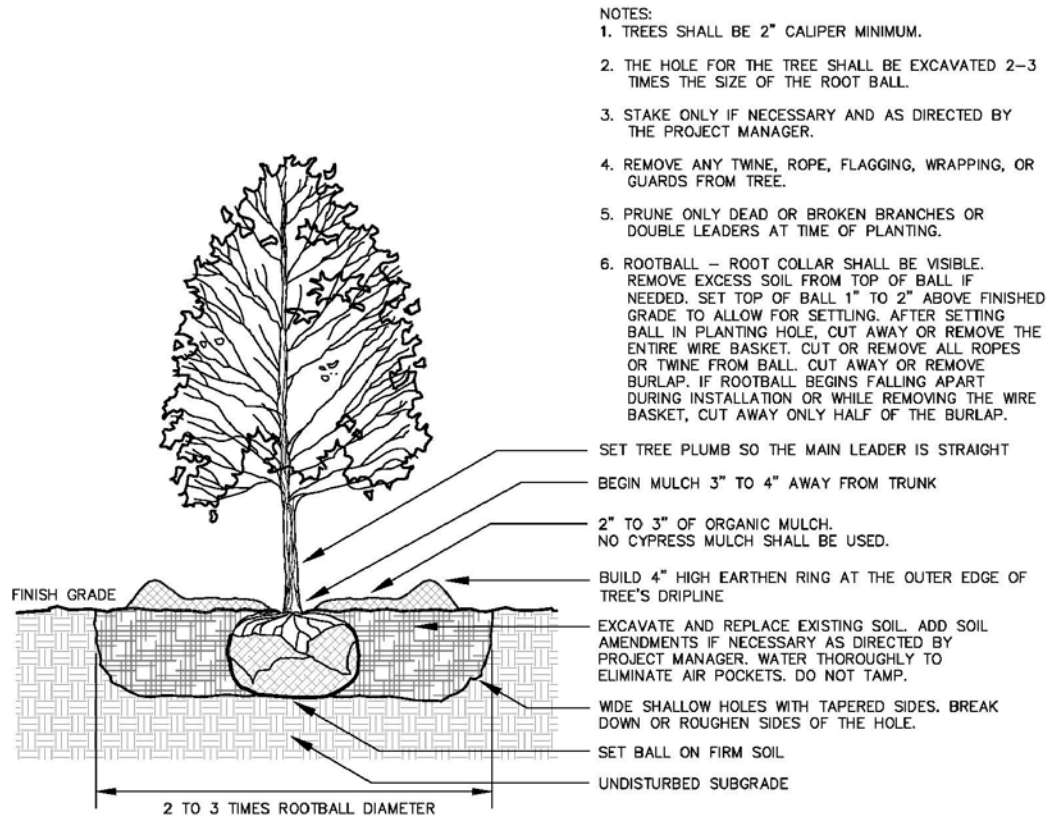 NOTES:
1. TREES SHALL BE 2" CALIPER MINIMUM.
2. THE HOLE FOR THE TREE SHALL BE EXCAVATED 2-3
TIMES THE SIZE OF THE ROOT BALL.
3. STAKE ONLY IF NECESSARY AND AS DIRECTED BY
THE PROJECT MANAGER.
4. REMOVE ANY TWINE, ROPE, FLAGGING, WRAPPING, OR
GUARDS FROM TREE.
5. PRUNE ONLY DEAD OR BROKEN BRANCHES OR
DOUBLE LEADERS AT TIME OF PLANTING.
6. ROOTBALL – ROOT COLLAR SHALL BE VISIBLE.
REMOVE EXCESS SOIL FROM TOP OF BALL IF
NEEDED. SET TOP OF BALL 1" TO 2" ABOVE FINISHED
GRADE TO ALLOW FOR SETTLING. AFTER SETTING
BALL IN PLANTING HOLE, CUT AWAY OR REMOVE THE
ENTIRE WIRE BASKET. CUT OR REMOVE ALL ROPES
OR TWINE FROM BALL. CUT AWAY OR REMOVE
BURLAP. IF ROOTBALL BEGINS FALLING APART
DURING INSTALLATION OR WHILE REMOVING THE WIRE
BASKET, CUT AWAY ONLY HALF OF THE BURLAP.
SET TREE PLUMB SO THE MAIN LEADER IS STRAIGHT
BEGIN MULCH 3" TO 4" AWAY FROM TRUNK
2" TO 3" OF ORGANIC MULCH.
NO CYPRESS MULCH SHALL BE USED.
BUILD 4" HIGH EARTHEN RING AT THE OUTER EDGE OF
TREE'S DRIPLINE
FINISH GRADE
EXCAVATE AND REPLACE EXISTING SOIL. ADD SOIL
AMENDMENTS IF NECESSARY AS DIRECTED BY
PROJECT MANAGER. WATER THOROUGHLY TO
ELIMINATE AIR POCKETS. DO NOT TAMP.
WIDE SHALLOW HOLES WITH TAPERED SIDES. BREAK
DOWN OR ROUGHEN SIDES OF THE HOLE.
SET BALL ON FIRM SOIL
UNDISTURBED SUBGRADE
2 TO 3 TIMES ROOTBALL DIAMETER